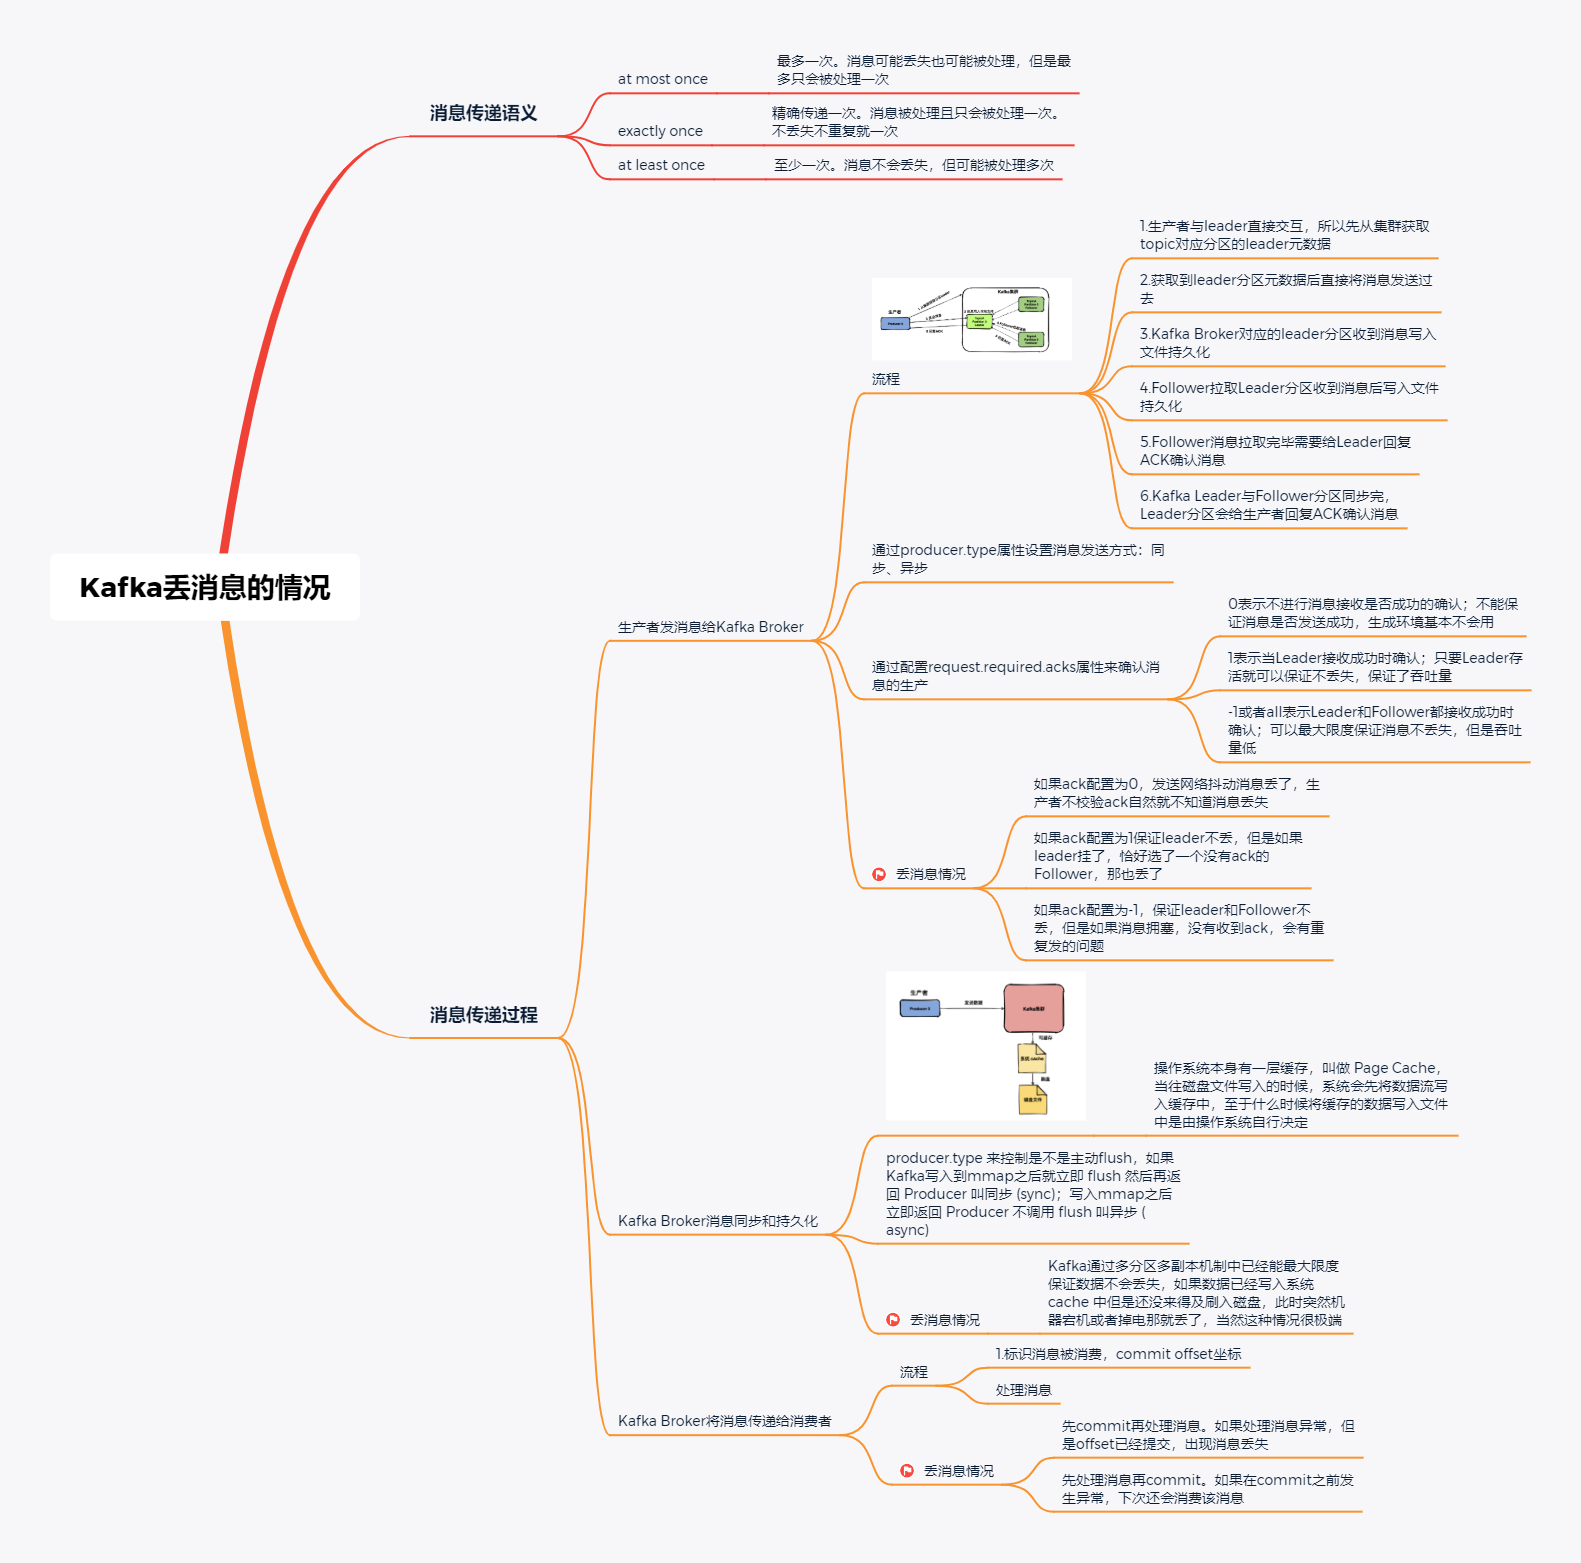 Kafka丢消息的情况
消息传递语义
at most once
最多一次。消息可能丢失也可能被处理，但是最
多只会被处理一次
exactly once
精确传递一次。消息被处理且只会被处理一次。
不丢失不重复就一次
at least once
至少一次。消息不会丢失，但可能被处理多次
消息传递过程
生产者发消息给Kafka Broker
Kafka集群
生产者
流程
1.生产者与leader直接交互，所以先从集群获取
topic对应分区的leader元数据
2.获取到leader分区元数据后直接将消息发送过
去
3.Kafka Broker对应的leader分区收到消息写入
文件持久化
4.Follower拉取Leader分区收到消息后写入文件
持久化
5.Follower消息拉取完毕需要给Leader回复
ACK确认消息
6.Kafka Leader与Follower分区同步完，
Leader分区会给生产者回复ACK确认消息
通过producer.type属性设置消息发送方式：同
步、异步
通过配置request.required.acks属性来确认消
息的生产
0表示不进行消息接收是否成功的确认；不能保
证消息是否发送成功，生成环境基本不会用
1表示当Leader接收成功时确认；只要Leader存
活就可以保证不丢失，保证了吞吐量
-1或者all表示Leader和Follower都接收成功时
确认；可以最大限度保证消息不丢失，但是吞吐
量低
丢消息情况
如果ack配置为0，发送网络抖动消息丢了，生
产者不校验ack自然就不知道消息丢失
如果ack配置为1保证leader不丢，但是如果
leader挂了，恰好选了一个没有ack的
Follower，那也丢了
如果ack配置为-1，保证leader和Follower不
丢，但是如果消息拥塞，没有收到ack，会有重
复发的问题
Kafka Broker消息同步和持久化
生产者
发送数据
Kafka集群
写缓存
系统 cache
刷盘
磁盘文件
操作系统本身有一层缓存，叫做 Page Cache，
当往磁盘文件写入的时候，系统会先将数据流写
入缓存中，至于什么时候将缓存的数据写入文件
中是由操作系统自行决定
producer.type 来控制是不是主动flush，如果
Kafka写入到mmap之后就立即 flush 然后再返
回 Producer 叫同步 (sync)；写入mmap之后
立即返回 Producer 不调用 flush 叫异步 (
async)
丢消息情况
Kafka通过多分区多副本机制中已经能最大限度
保证数据不会丢失，如果数据已经写入系统
cache 中但是还没来得及刷入磁盘，此时突然机
器宕机或者掉电那就丢了，当然这种情况很极端
Kafka Broker将消息传递给消费者
流程
1.标识消息被消费，commit offset坐标
处理消息
丢消息情况
先commit再处理消息。如果处理消息异常，但
是offset已经提交，出现消息丢失
先处理消息再commit。如果在commit之前发
生异常，下次还会消费该消息